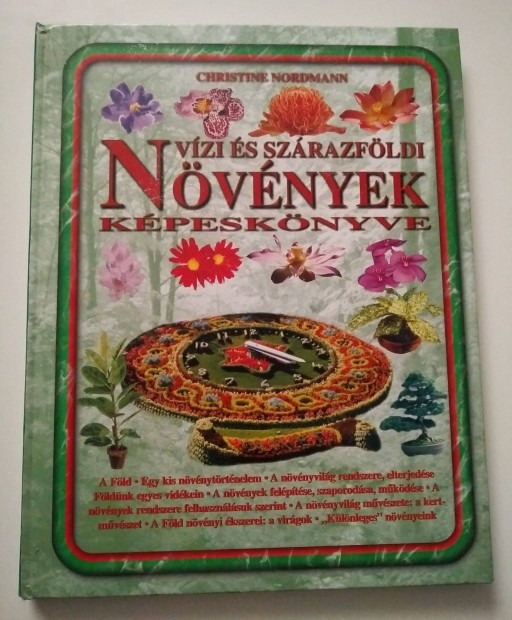 CHRISTINE NORDMANN
VÍZI ÉS SZÁRAZFÖLDI
NÖVÉNYEK
KÉPESKÖNYVE
12
A Föld • Egy kis növénytörténelem • A növényvilág rendszere, elterjedése
Földünk egyes vidékein • A növények felépítése, szaporodása, működése • A
növények rendszere felhasználásuk szerint • A növényvilág művészete: a kert-
művészet • A Föld növényi ékszerei: a virágok • „Különleges” növényeink